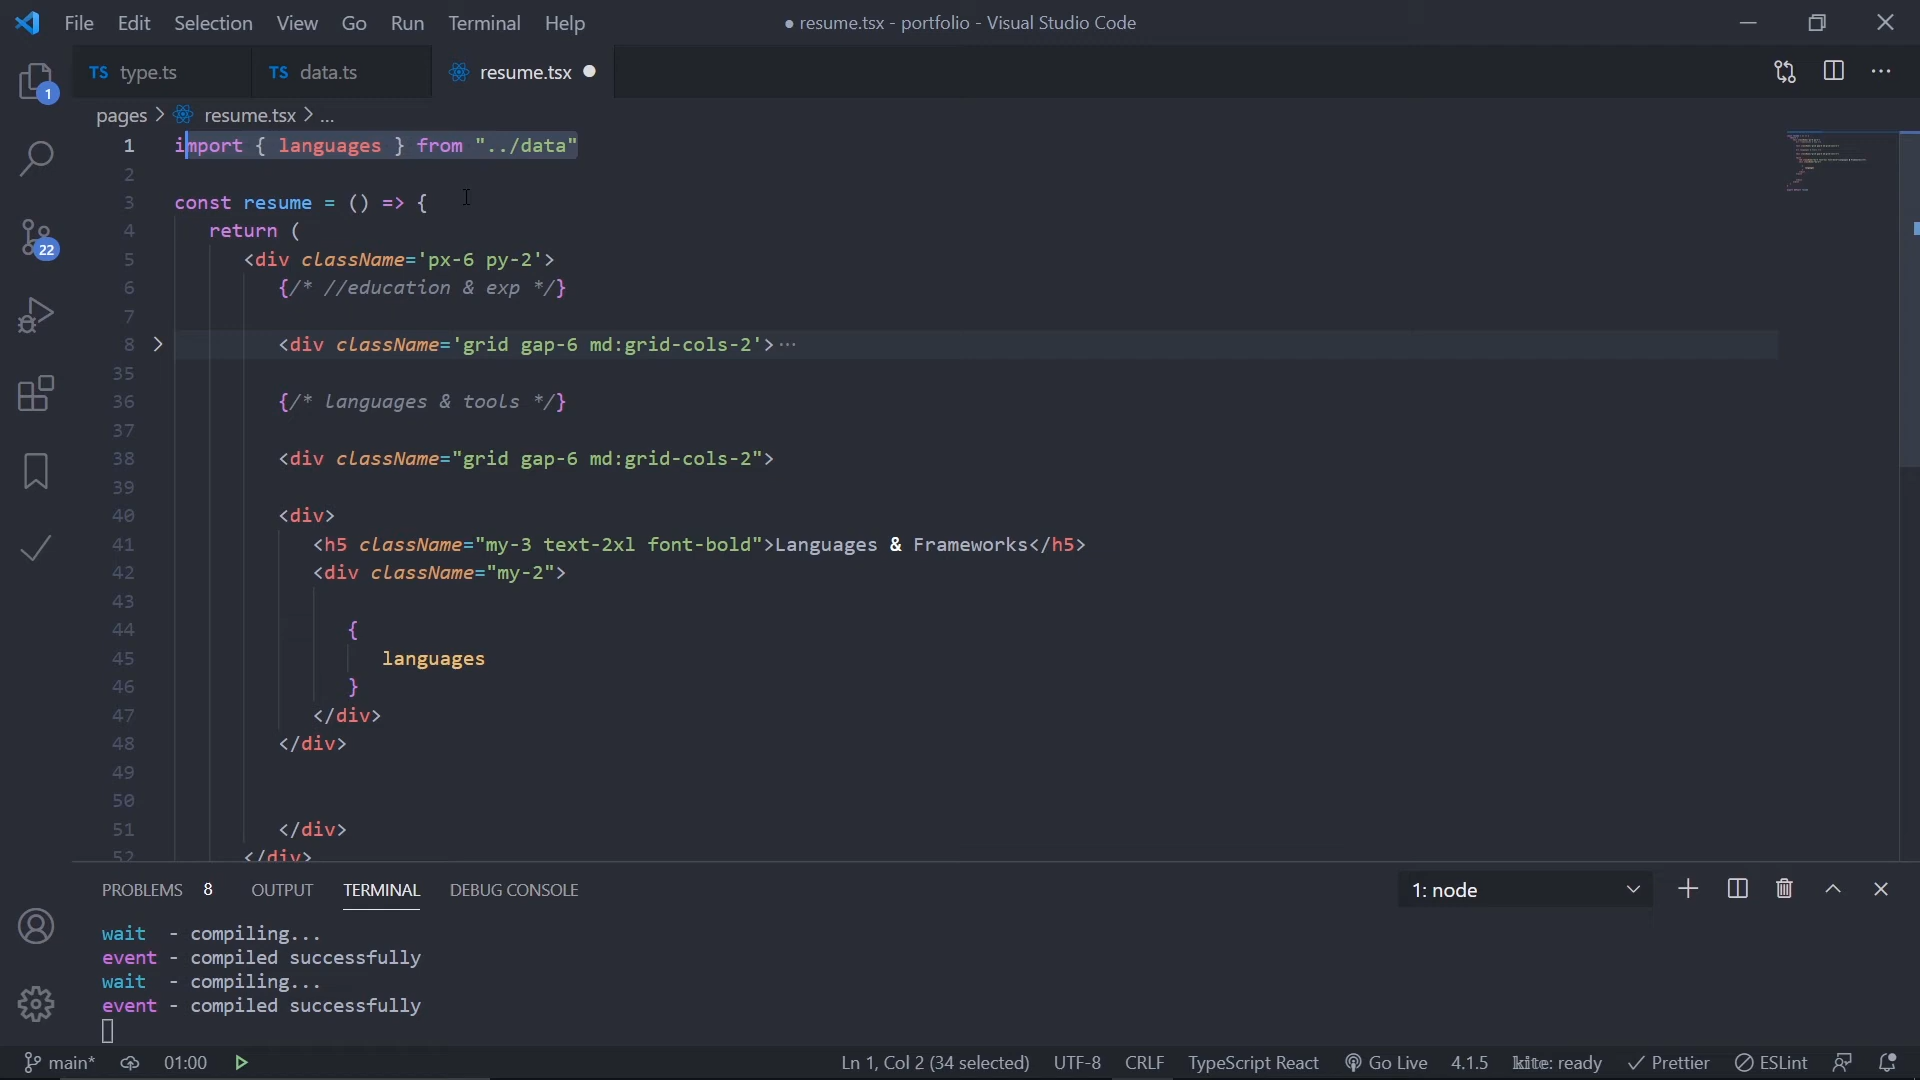 File Edit Selection View Go Run Terminal Help ● resume.tsx - portfolio - Visual Studio Code
TS type.ts TS data.ts resume.tsx
pages > resume.tsx > ...
1 import { languages } from "../data"
2
3 const resume = () => {
4 return (
5 <div className='px-6 py-2'>
6 {/* //education & exp */}
7
8 <div className='grid gap-6 md:grid-cols-2'>···
35
36 {/* languages & tools */}
37
38 <div className="grid gap-6 md:grid-cols-2">
39
40 <div>
41 <h5 className="my-3 text-2xl font-bold">Languages & Frameworks</h5>
42 <div className="my-2">
43
44 {
45 languages
46 }
47 </div>
48 </div>
49
50
51 </div>
52 </div>
1
22
PROBLEMS 8 OUTPUT TERMINAL DEBUG CONSOLE 1: node
wait - compiling...
event - compiled successfully
wait - compiling...
event - compiled successfully
main* 01:00 Ln 1, Col 2 (34 selected) UTF-8 CRLF TypeScript React Go Live 4.1.5 kite: ready Prettier ESLint